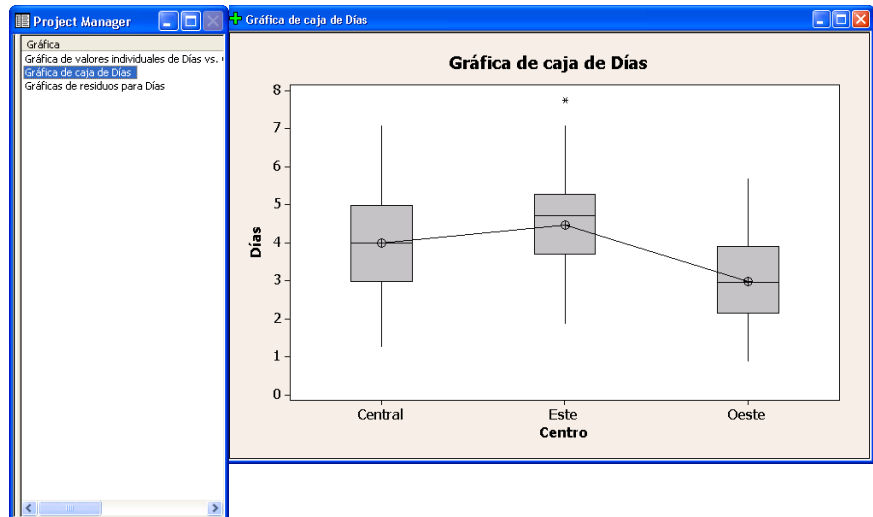 Project Manager
Gráfica
Gráfica de valores individuales de Días vs.
Gráfica de caja de Días
Gráficas de residuos para Días
Gráfica de caja de Días
Gráfica de caja de Días
8
7
6
5
4
3
2
1
0
Días
Central
Este
Oeste
Centro